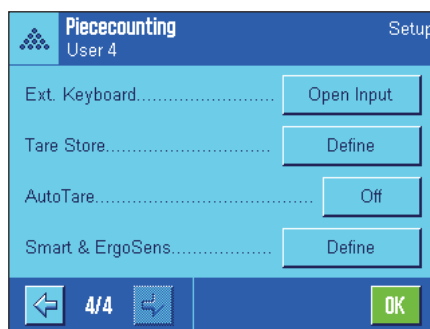 Piececounting
Setup
User 4
Ext. Keyboard........................ Open Input
Tare Store............................. Define
AutoTare...................................... Off
Smart & ErgoSens................. Define
4/4
OK